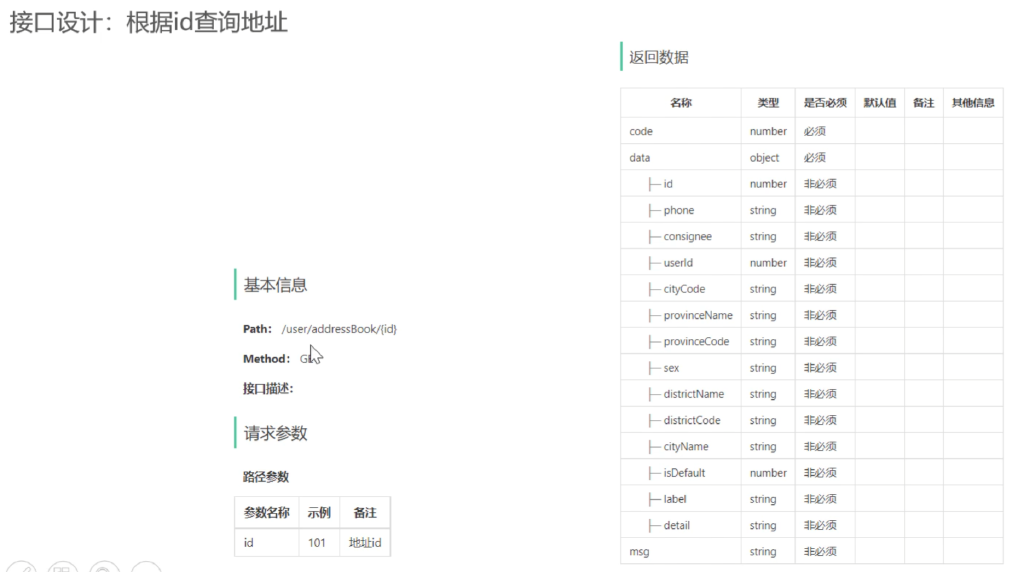 接口设计：根据id查询地址
基本信息
Path： /user/addressBook/{id}
Method：
接口描述：
请求参数
路径参数
参数名称 示例 备注
id 101 地址id
返回数据
名称 类型 是否必须 默认值 备注 其他信息
code number 必须
data object 必须
├─ id number 非必须
├─ phone string 非必须
├─ consignee string 非必须
├─ userId number 非必须
├─ cityCode string 非必须
├─ provinceName string 非必须
├─ provinceCode string 非必须
├─ sex string 非必须
├─ districtName string 非必须
├─ districtCode string 非必须
├─ cityName string 非必须
├─ isDefault number 非必须
├─ label string 非必须
├─ detail string 非必须
msg string 非必须